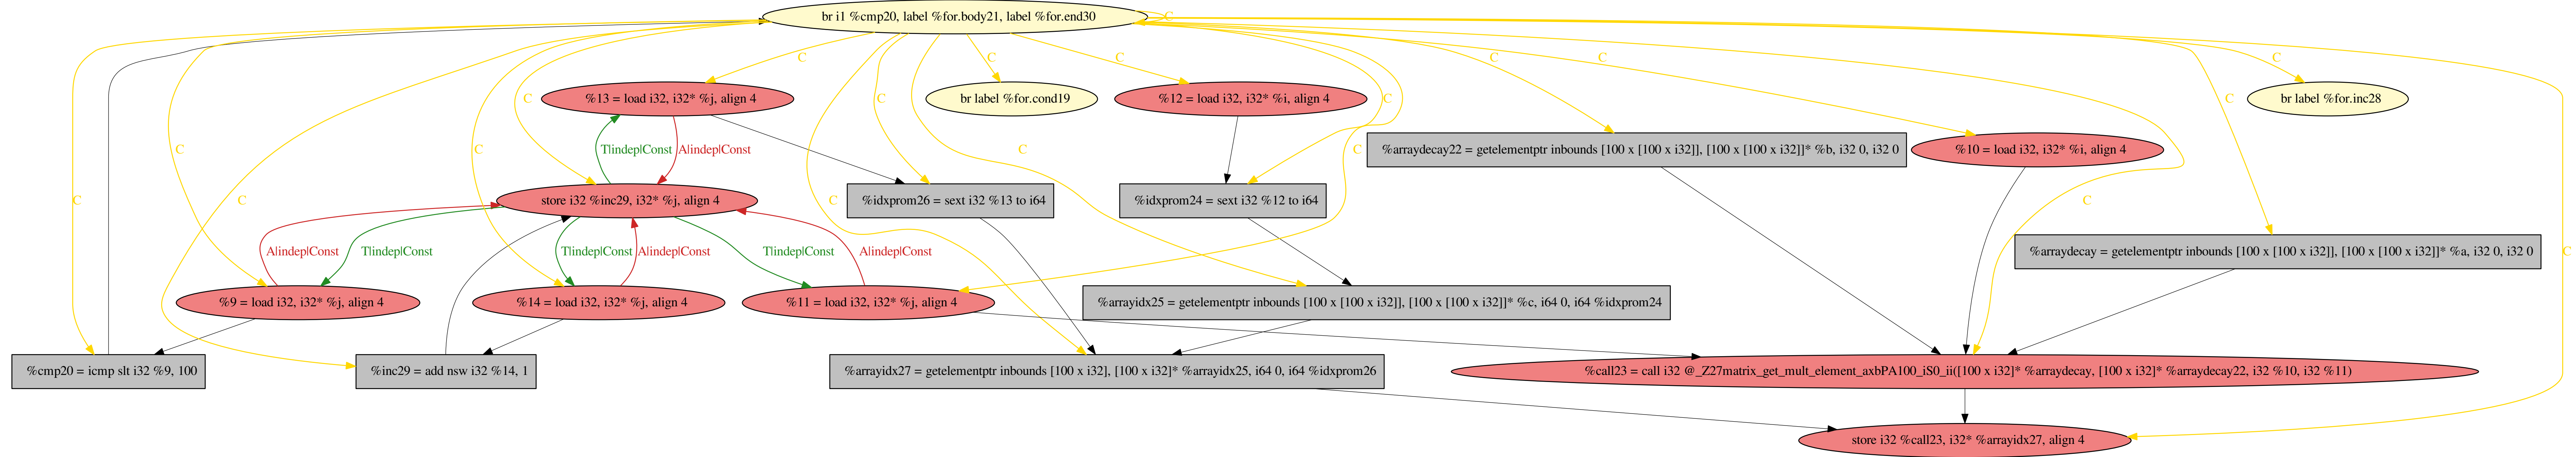 br i1 %cmp20, label %for.body21, label %for.end30
C
C
C
C
C
C
%13 = load i32, i32* %j, align 4
C
C
br label %for.cond19
%12 = load i32, i32* %i, align 4
C
C
br label %for.inc28
T|indep|Const
A|indep|Const
C
C
C
C
%arraydecay22 = getelementptr inbounds [100 x [100 x i32]], [100 x [100 x i32]]* %b, i32 0, i32 0
%10 = load i32, i32* %i, align 4
C
C
C
store i32 %inc29, i32* %j, align 4
C
%idxprom26 = sext i32 %13 to i64
%idxprom24 = sext i32 %12 to i64
C
A|indep|Const
T|indep|Const
T|indep|Const
A|indep|Const
T|indep|Const
A|indep|Const
%arraydecay = getelementptr inbounds [100 x [100 x i32]], [100 x [100 x i32]]* %a, i32 0, i32 0
C
%9 = load i32, i32* %j, align 4
%14 = load i32, i32* %j, align 4
%11 = load i32, i32* %j, align 4
%arrayidx25 = getelementptr inbounds [100 x [100 x i32]], [100 x [100 x i32]]* %c, i64 0, i64 %idxprom24
%cmp20 = icmp slt i32 %9, 100
%inc29 = add nsw i32 %14, 1
%arrayidx27 = getelementptr inbounds [100 x i32], [100 x i32]* %arrayidx25, i64 0, i64 %idxprom26
%call23 = call i32 @_Z27matrix_get_mult_element_axbPA100_iS0_ii([100 x i32]* %arraydecay, [100 x i32]* %arraydecay22, i32 %10, i32 %11)
store i32 %call23, i32* %arrayidx27, align 4